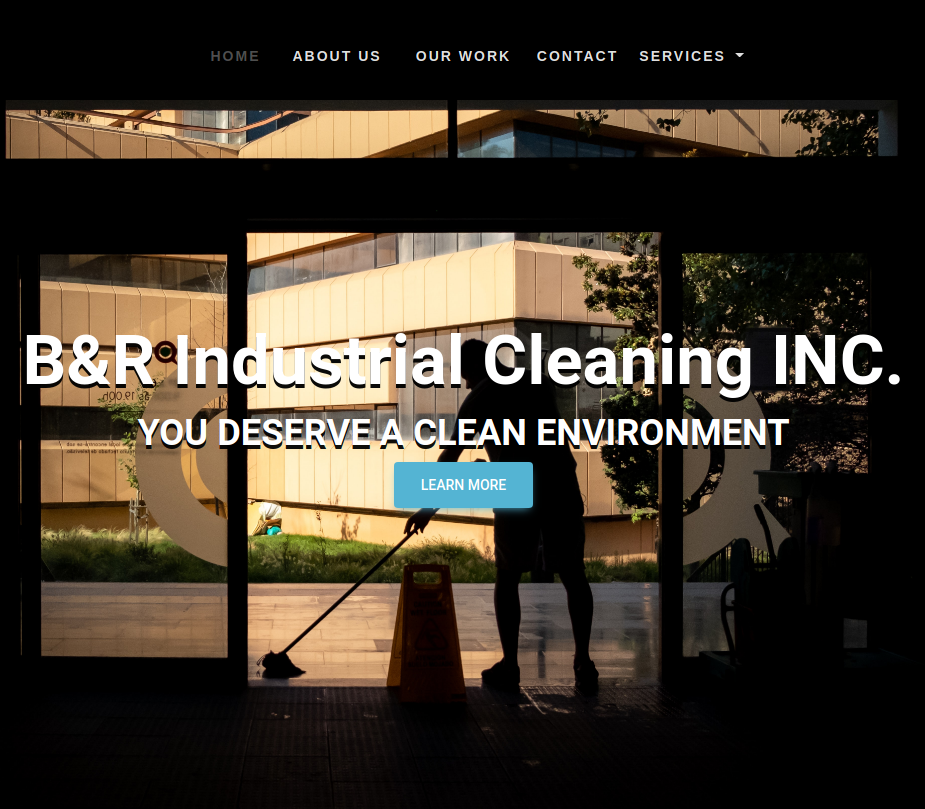 HOME ABOUT US OUR WORK CONTACT SERVICES
B&R Industrial Cleaning INC.
YOU DESERVE A CLEAN ENVIRONMENT
LEARN MORE